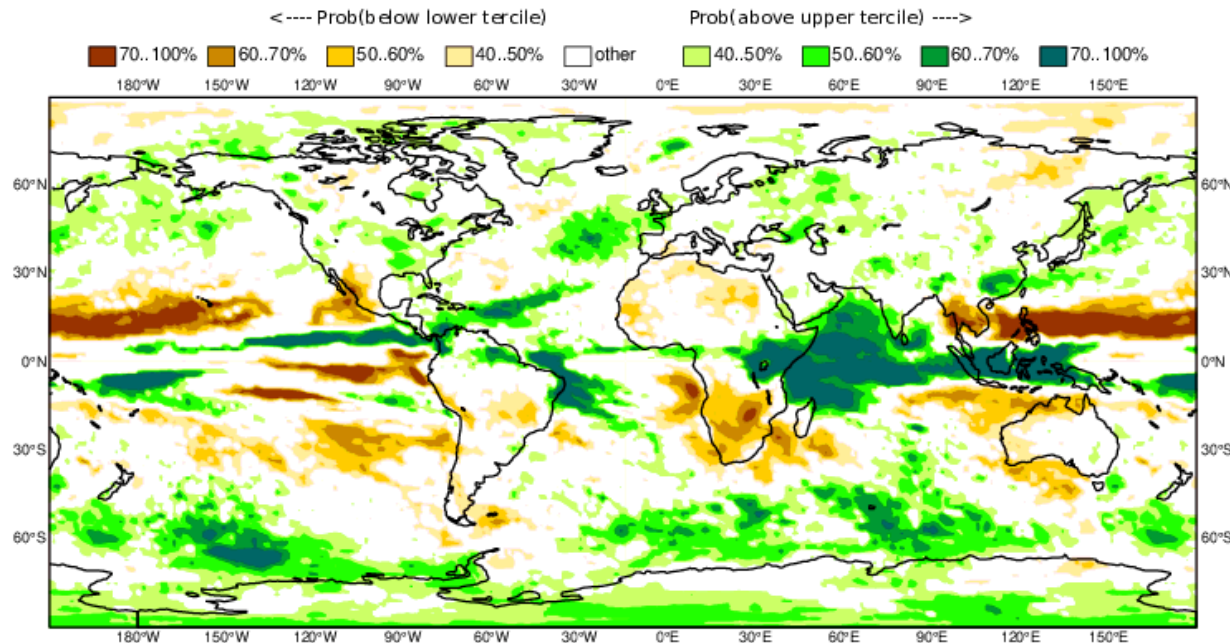 <---- Prob(below lower tercile) Prob(above upper tercile) ---->
70..100% 60..70% 50..60% 40..50% other 40..50% 50..60% 60..70% 70..100%
180°W 150°W 120°W 90°W 60°W 30°W 0°E 30°E 60°E 90°E 120°E 150°E
60°N 60°N
30°N 30°N
0°N 0°N
30°S 30°S
60°S 60°S
180°W 150°W 120°W 90°W 60°W 30°W 0°E 30°E 60°E 90°E 120°E 150°E